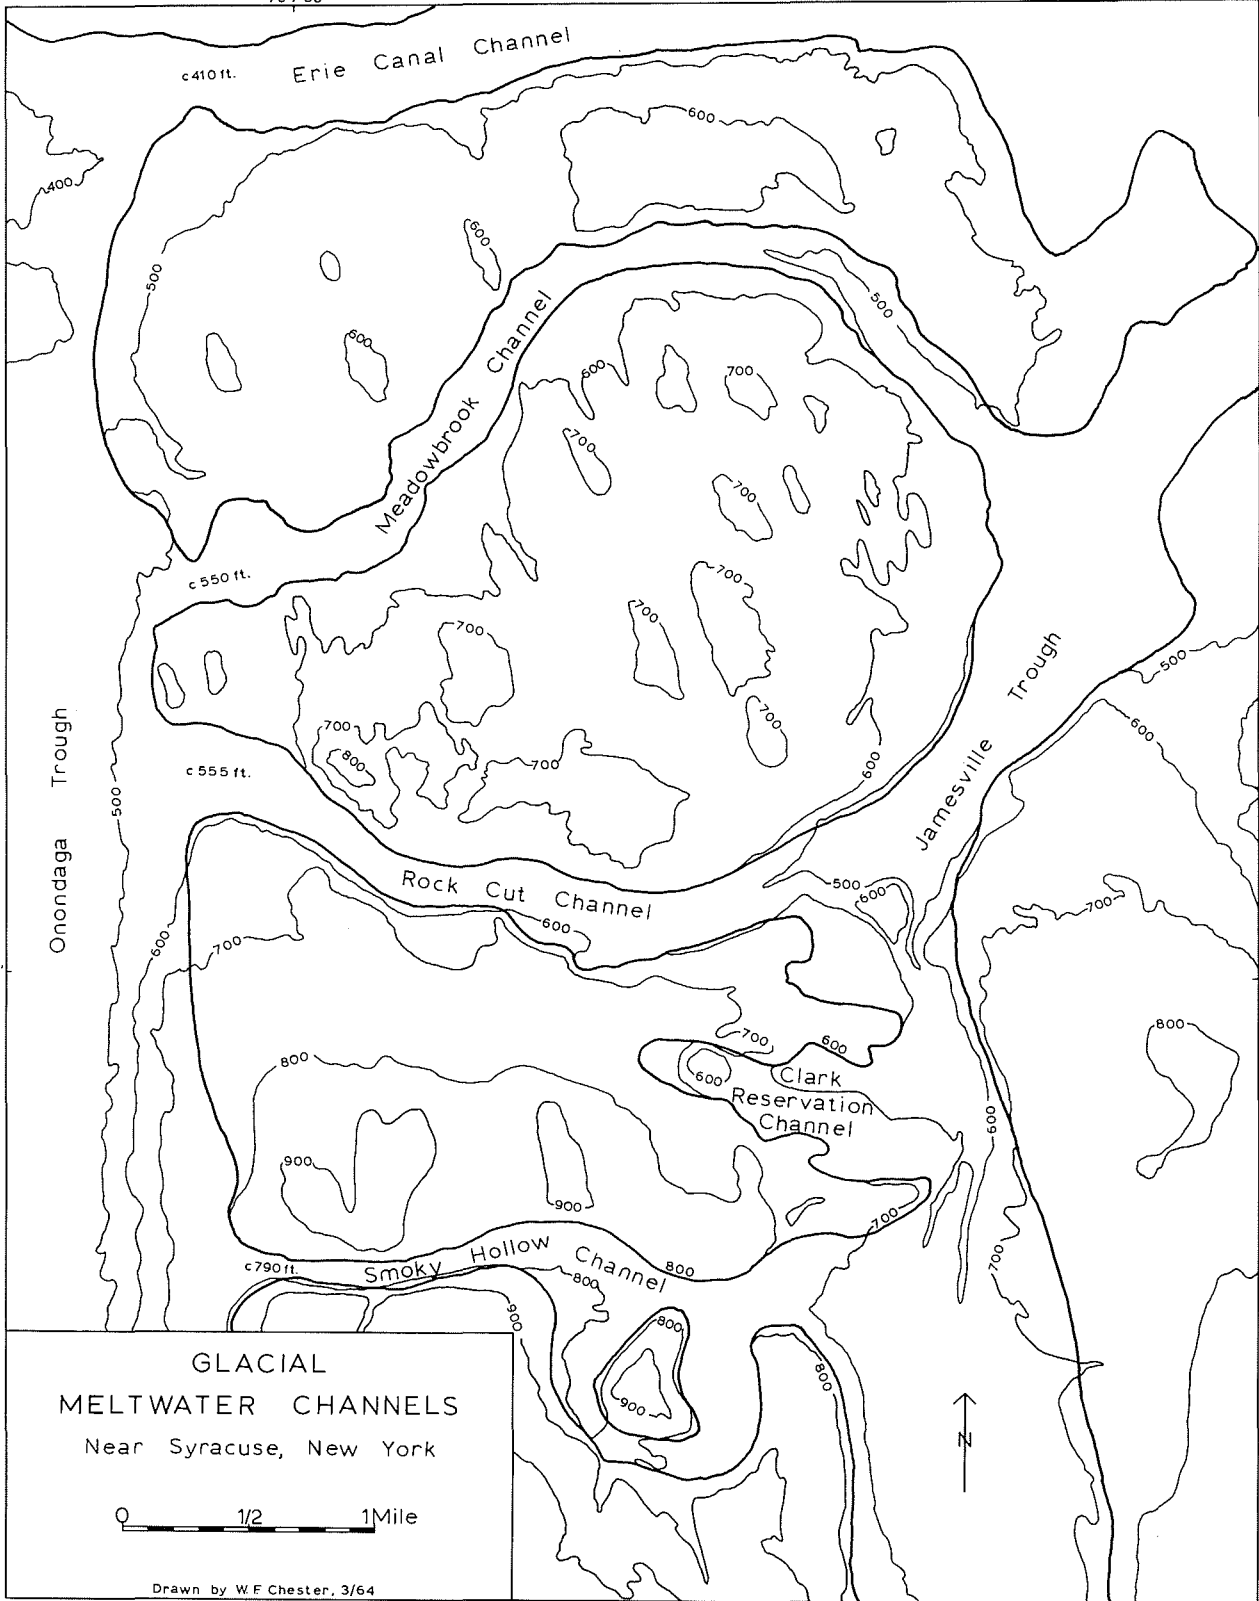 c410 ft.
Erie Canal Channel
600
400
500
600
600
500
Meadowbrook Channel
600
700
700
700
c 550 ft.
700
700
700
700
700
800
700
600
500
600
Onondaga Trough
500
c 555 ft.
Jamesville Trough
Rock Cut Channel
500
600
600
700
600
700
800
700
600
600
Clark
Reservation
Channel
800
600
900
900
700
700
c790 ft.
Smoky Hollow Channel
800
800
900
800
900
800
GLACIAL
MELTWATER CHANNELS
Near Syracuse, New York
0 1/2 1 Mile
N
Drawn by W. F. Chester, 3/64